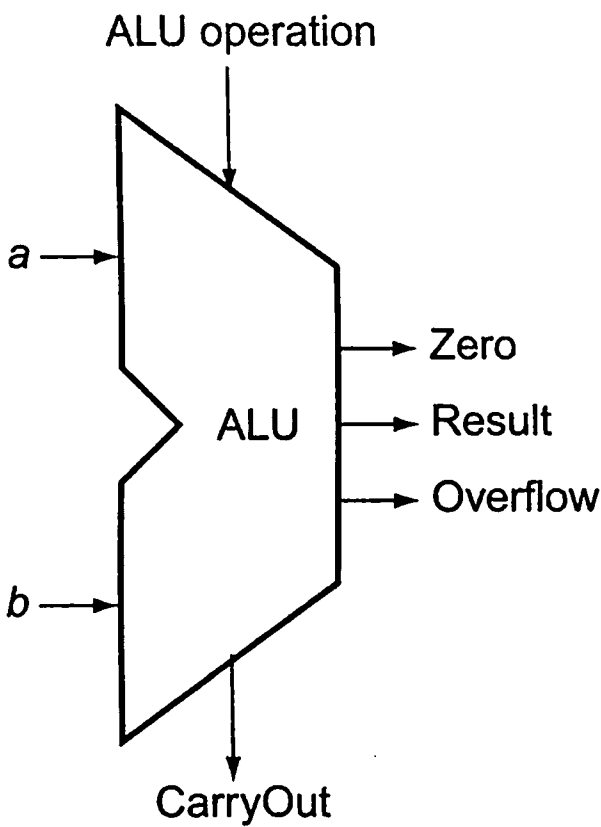 ALU operation
a
Zero
ALU
Result
Overflow
b
CarryOut